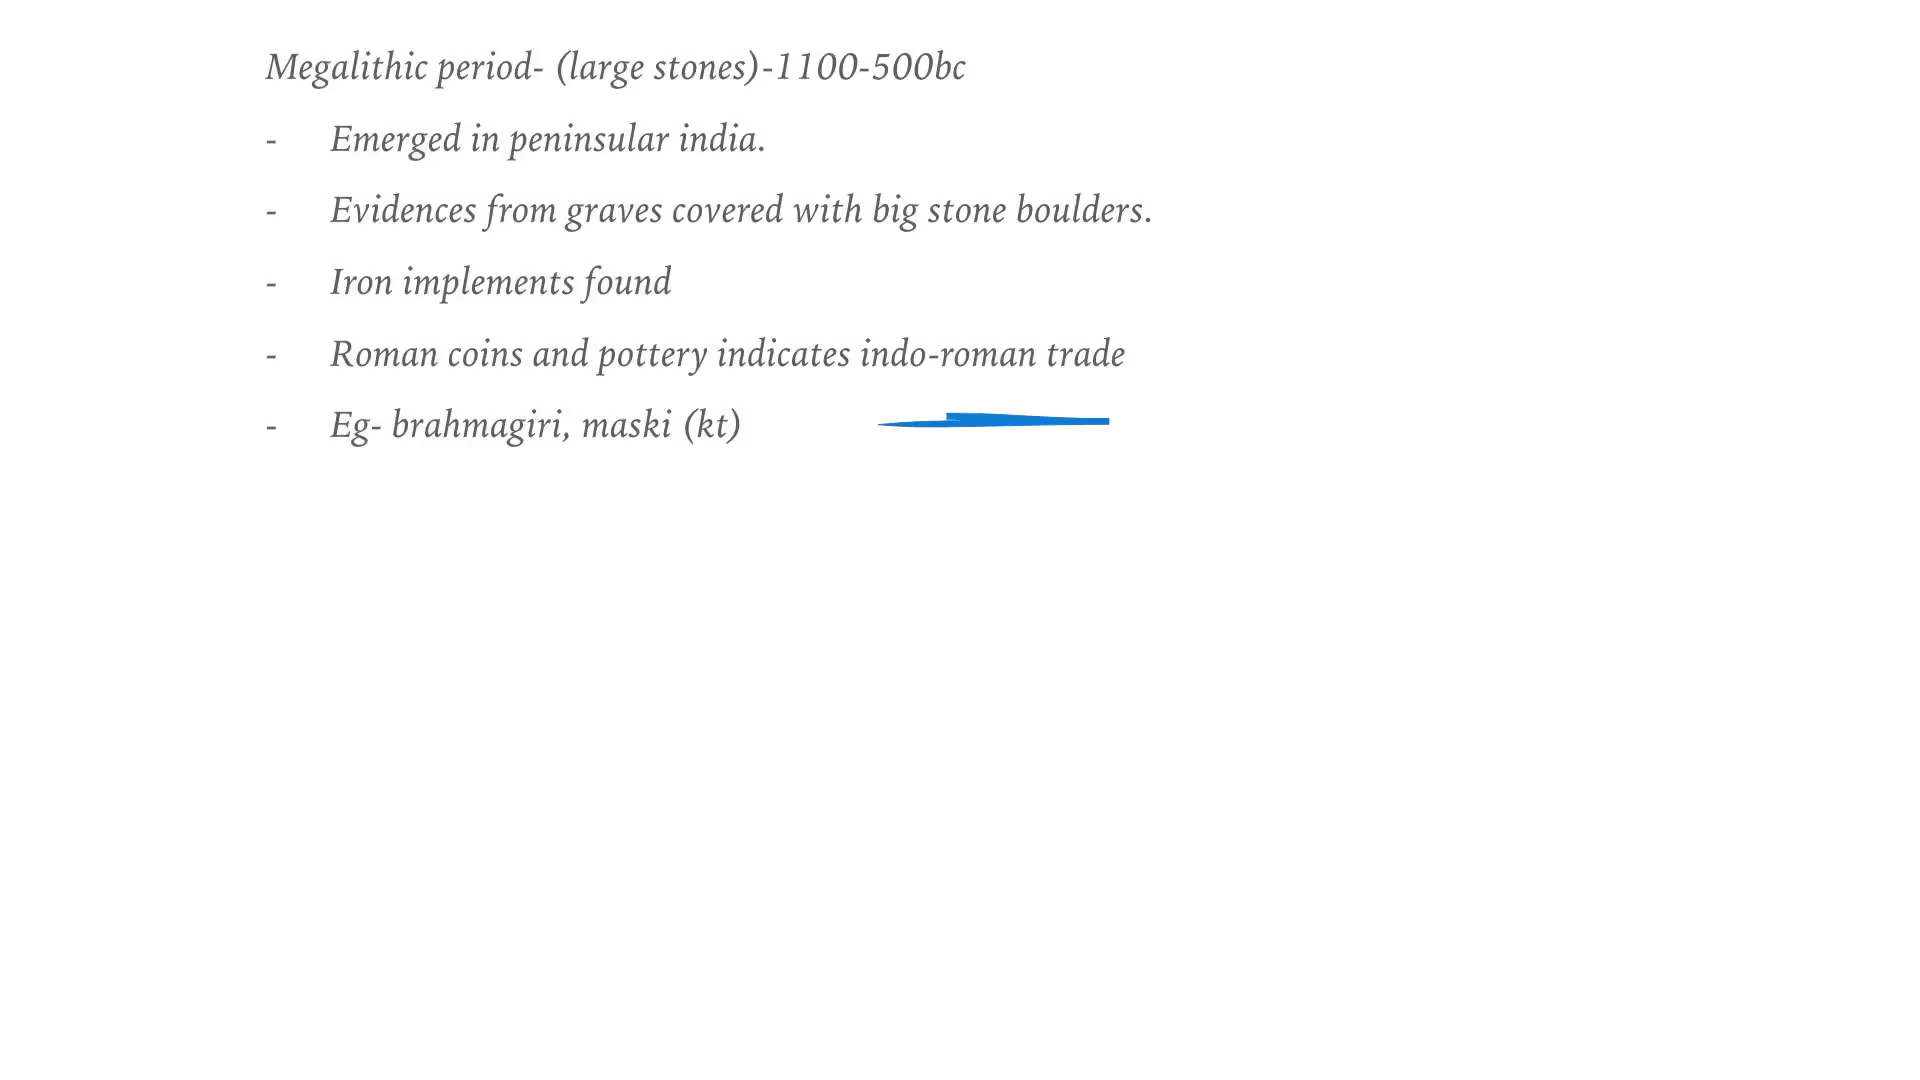 Megalithic period- (large stones)-1100-500bc
- Emerged in peninsular india.
- Evidences from graves covered with big stone boulders.
- Iron implements found
- Roman coins and pottery indicates indo-roman trade
- Eg- brahmagiri, maski (kt)